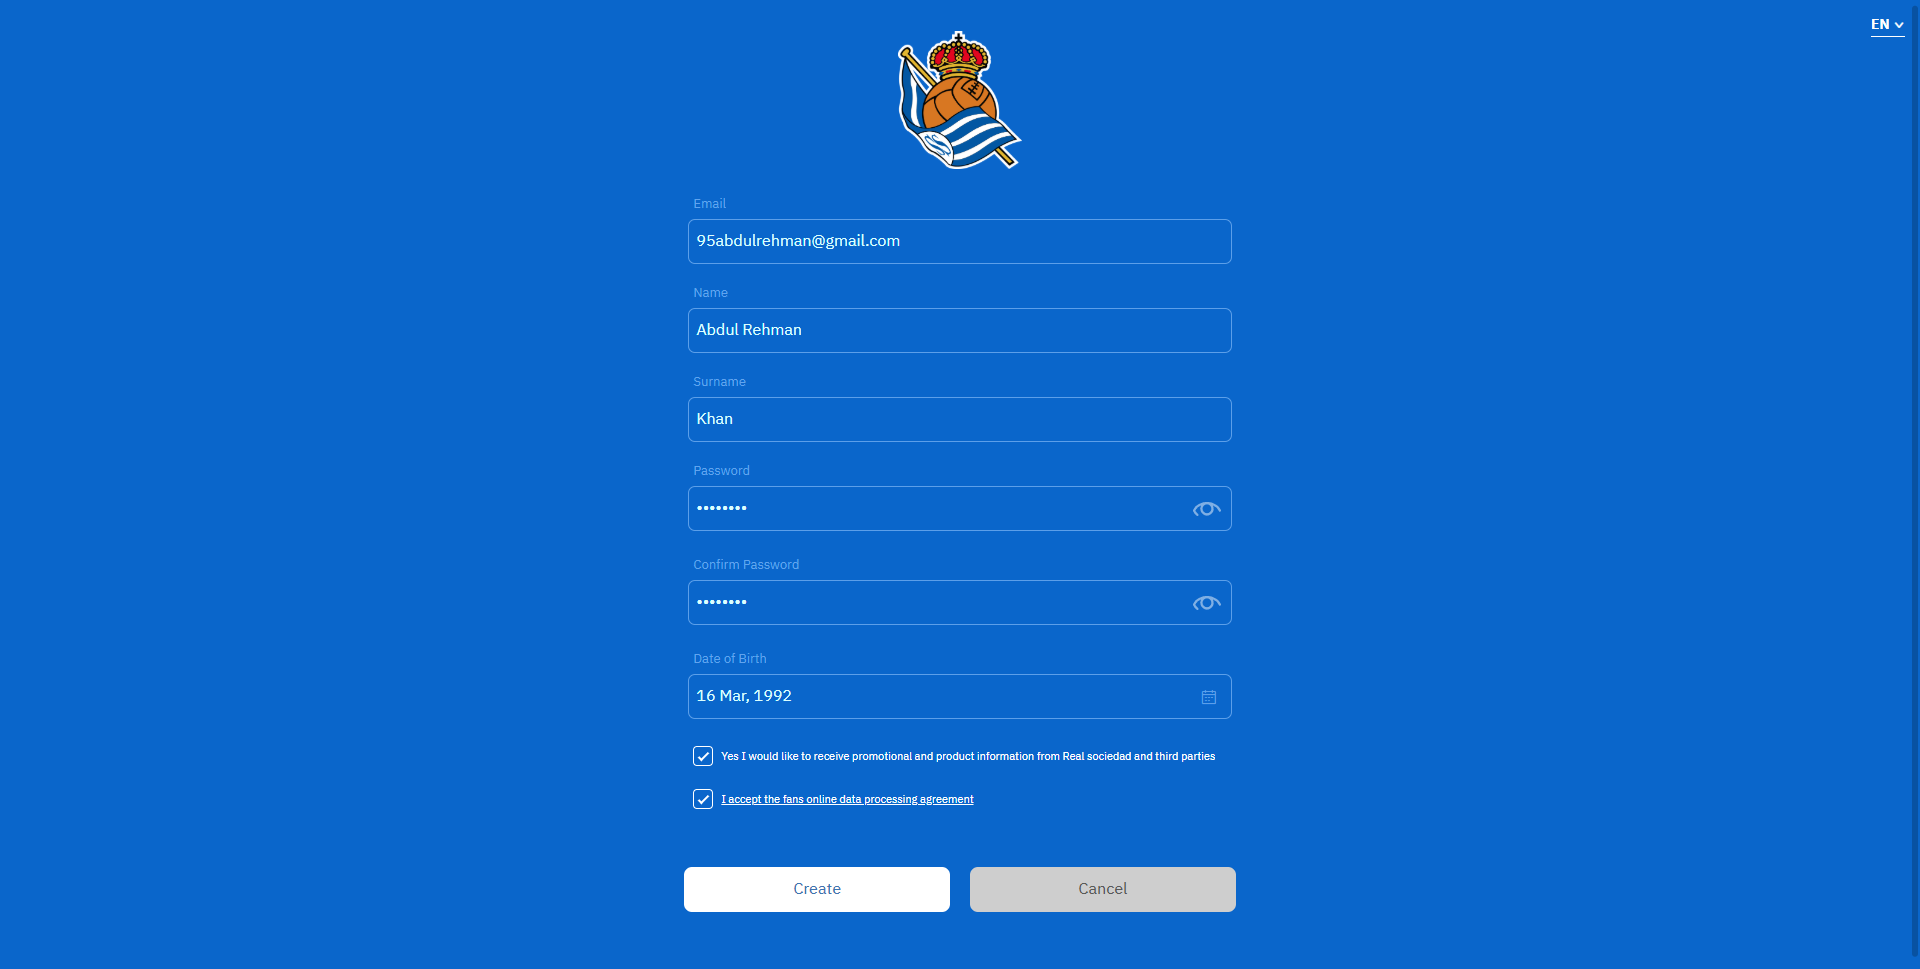 EN
Email
95abdulrehman@gmail.com
Name
Abdul Rehman
Surname
Khan
Password
••••••••
Confirm Password
••••••••
Date of Birth
16 Mar, 1992
Yes I would like to receive promotional and product information from Real sociedad and third parties
I accept the fans online data processing agreement
Create
Cancel